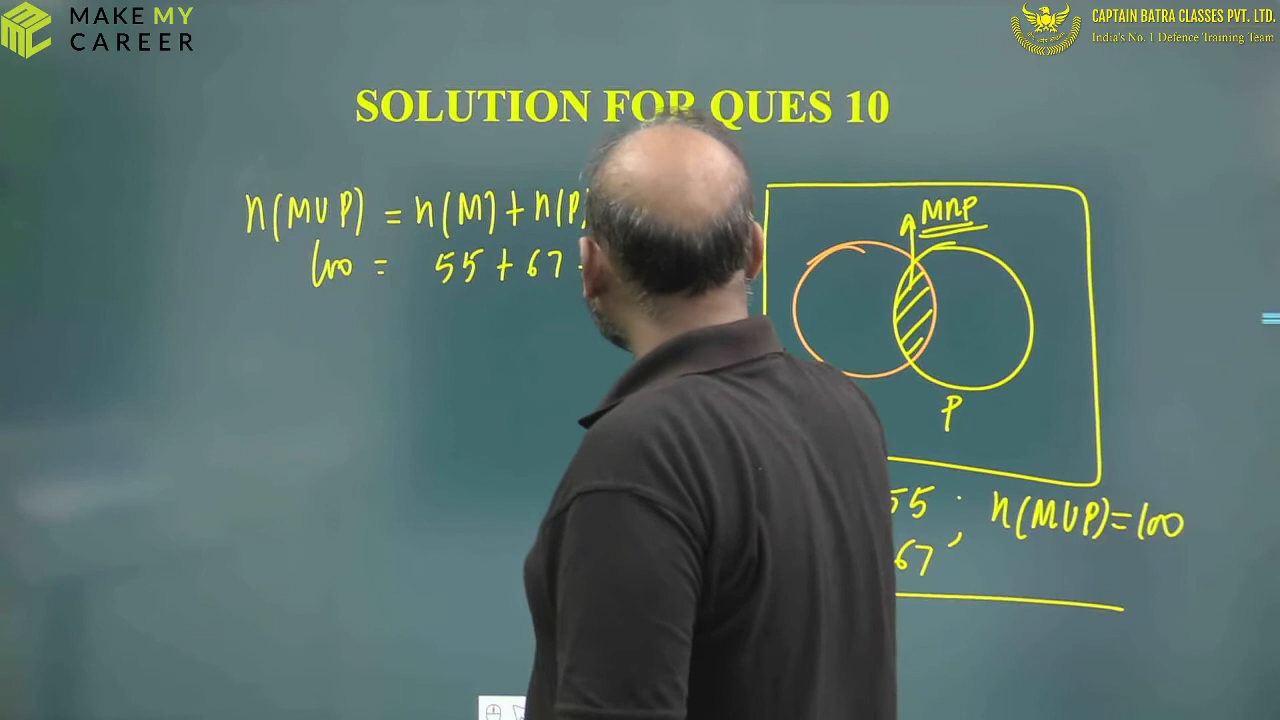 MAKE MY
CAREER
CAPTAIN BATRA CLASSES PVT. LTD.
India's No. 1 Defence Training Team
SOLUTION FOR QUES 10
n(M∪P) = n(M) + n(P)
100 = 55 + 67 -
M∩P
P
55 ; n(M∪P)=100
67